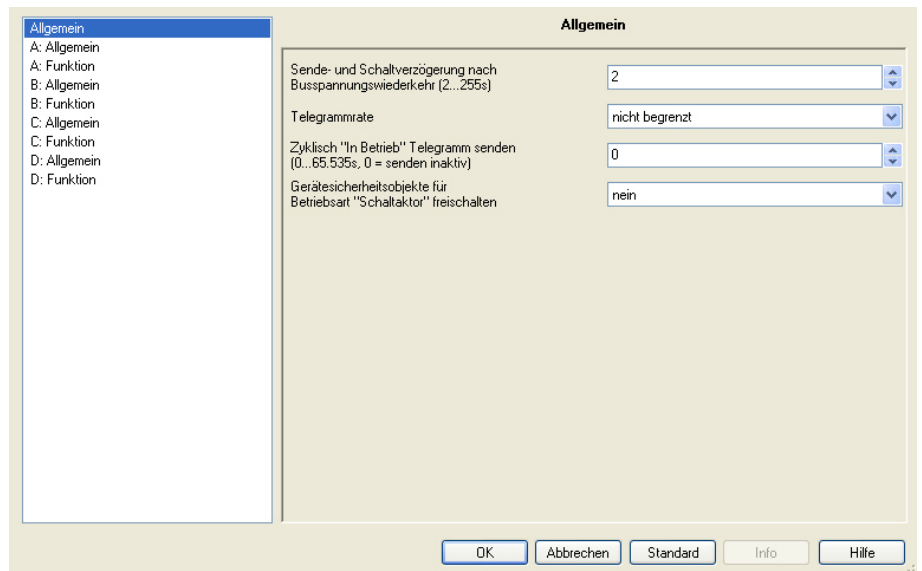 Allgemein
A: Allgemein
A: Funktion
B: Allgemein
B: Funktion
C: Allgemein
C: Funktion
D: Allgemein
D: Funktion
Allgemein
Sende- und Schaltverzögerung nach
Busspannungswiederkehr (2...255s)
2
Telegrammrate
nicht begrenzt
Zyklisch "In Betrieb" Telegramm senden
(0...65.535s, 0 = senden inaktiv)
0
Gerätesicherheitsobjekte für
Betriebsart "Schaltaktor" freischalten
nein
OK
Abbrechen
Standard
Info
Hilfe